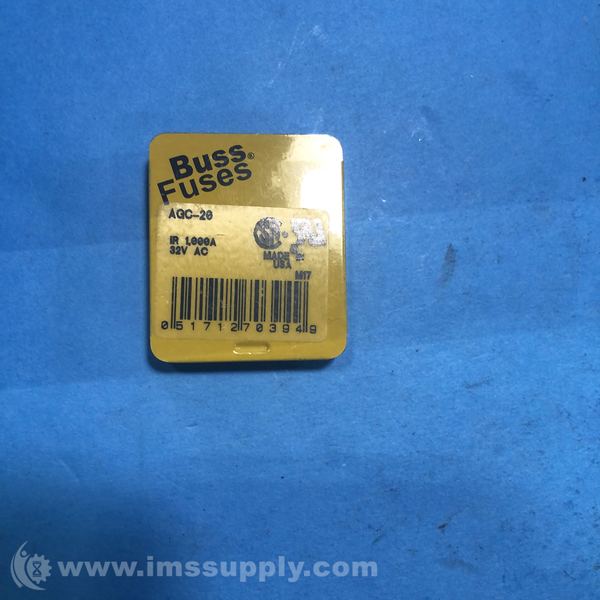 Buss®
Fuses
AGC-20
IR 1,000A
32V AC
MADE
USA
M17
0 51712 70394 9
www.imssupply.com